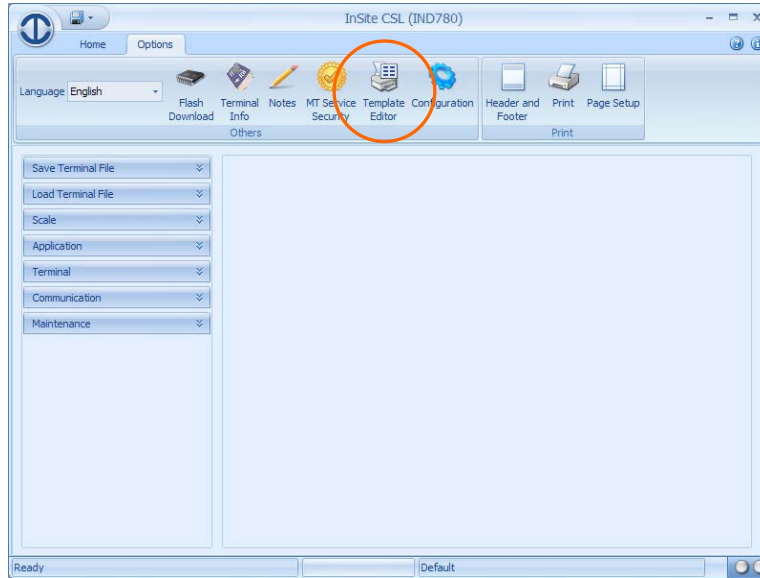 InSite CSL (IND780)
Home Options
Language English
Flash Download
Terminal Info
Notes
MT Service Security
Template Editor
Configuration
Header and Footer
Print
Page Setup
Others
Print
Save Terminal File
Load Terminal File
Scale
Application
Terminal
Communication
Maintenance
Ready
Default